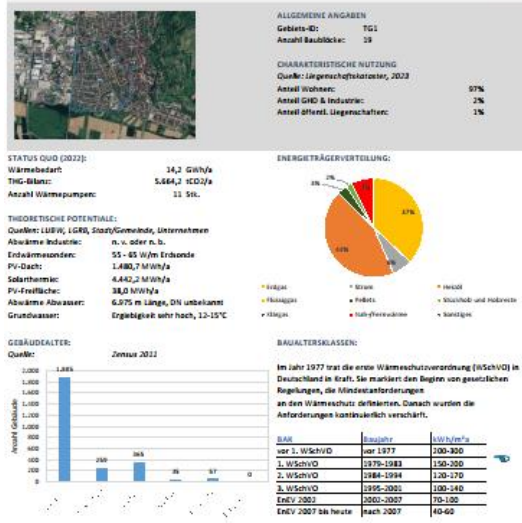 ALLGEMEINE ANGABEN
Gebiets-ID: TG1
Anzahl Baublöcke: 19
CHARAKTERISTISCHE NUTZUNG
Quelle: Liegenschaftskataster, 2023
Anteil Wohnen: 97%
Anteil GHD & Industrie: 2%
Anteil öffentl. Liegenschaften: 1%
STATUS QUO (2022):
Wärmebedarf: 14,2 GWh/a
THG-Bilanz: 5.664,2 tCO2/a
Anzahl Wärmepumpen: 11 Stk.
THEORETISCHE POTENTIALE:
Quellen: LUBW, LGRB, Stadt/Gemeinde, Unternehmen
Abwärme Industrie: n. v. oder n. b.
Erdwärmesonden: 55 - 65 W/m Erdsonde
PV-Dach: 1.480,7 MWh/a
Solarthermie: 4.442,2 MWh/a
PV-Freifläche: 38,0 MWh/a
Abwärme Abwasser: 6.975 m Länge, DN unbekannt
Grundwasser: Ergiebigkeit sehr hoch, 12-15°C
ENERGIETRÄGERVERTEILUNG:
2%
3%
37%
6%
Erdgas Strom Heizöl
Flüssiggas Pellets Stückholz und Holzreste
Klärgas Nah-/Fernwärme Sonstiges
GEBÄUDEALTER:
Quelle: Zensus 2011
Anzahl Gebäude
2.000
1.800
1.600
1.400
1.200
1.000
800
600
400
200
0
1.885
259
365
35
57
0
BAUALTERSKLASSEN:
Im Jahr 1977 trat die erste Wärmeschutzverordnung (WSchVO) in
Deutschland in Kraft. Sie markiert den Beginn von gesetzlichen
Regelungen, die Mindestanforderungen
an den Wärmeschutz definierten. Danach wurden die
Anforderungen kontinuierlich verschärft.
BAK Baujahr kWh/m²a
vor 1. WSchVO vor 1977 200-300
1. WSchVO 1979-1983 150-200
2. WSchVO 1984-1994 120-170
3. WSchVO 1995-2001 100-140
EnEV 2002 2002-2007 70-100
EnEV 2007 bis heute nach 2007 40-60